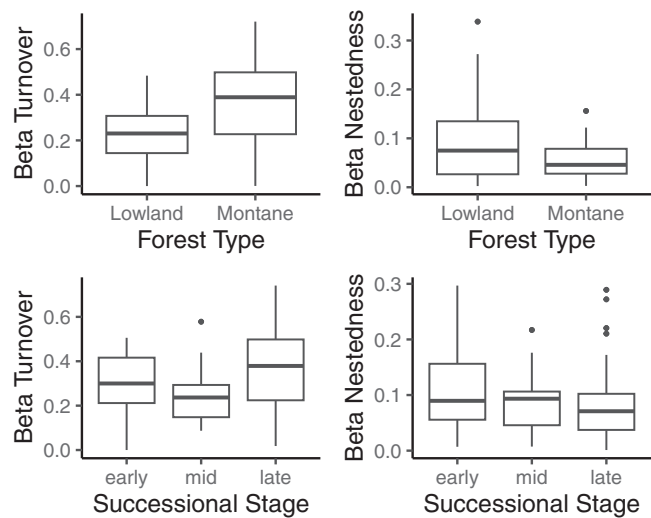 Beta Turnover
0.6
0.4
0.2
0.0
Lowland
Montane
Forest Type
Beta Nestedness
0.3
0.2
0.1
0.0
Lowland
Montane
Forest Type
Beta Turnover
0.6
0.4
0.2
0.0
early
mid
late
Successional Stage
Beta Nestedness
0.3
0.2
0.1
0.0
early
mid
late
Successional Stage